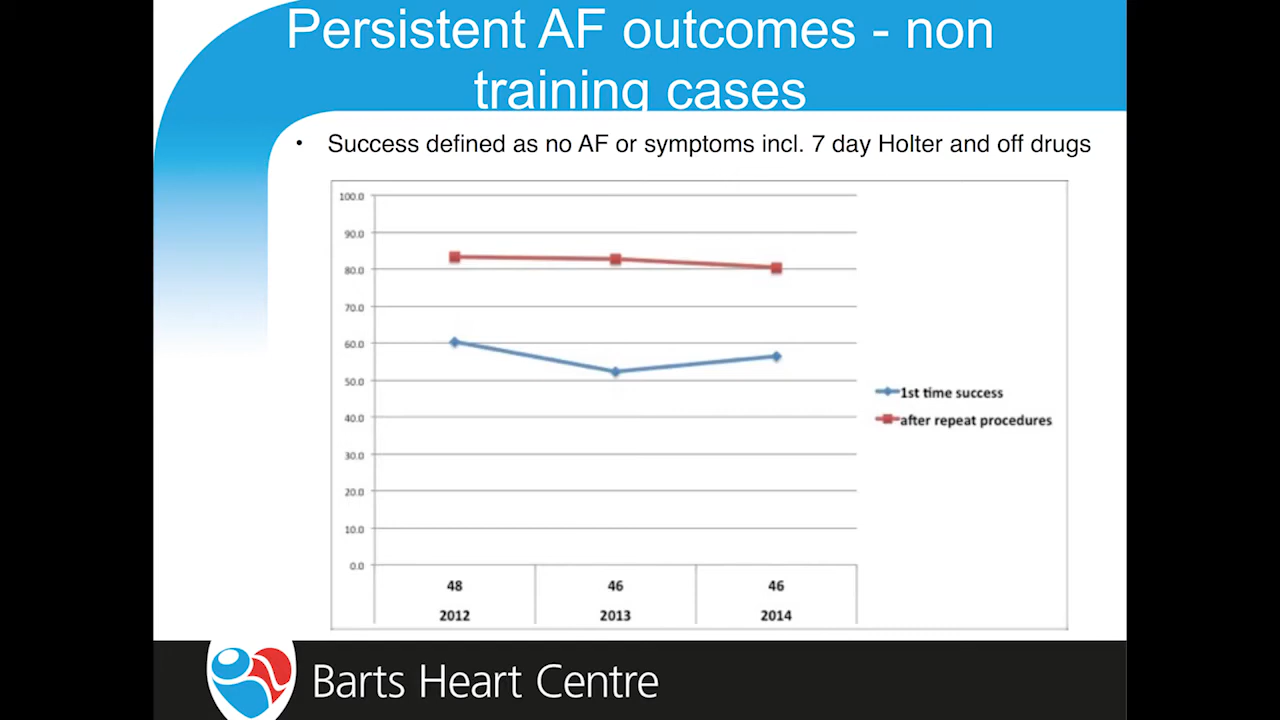 Persistent AF outcomes - non
training cases
• Success defined as no AF or symptoms incl. 7 day Holter and off drugs
100.0
90.0
80.0
70.0
60.0
50.0
40.0
30.0
20.0
10.0
0.0
1st time success
after repeat procedures
48 46 46
2012 2013 2014
Barts Heart Centre